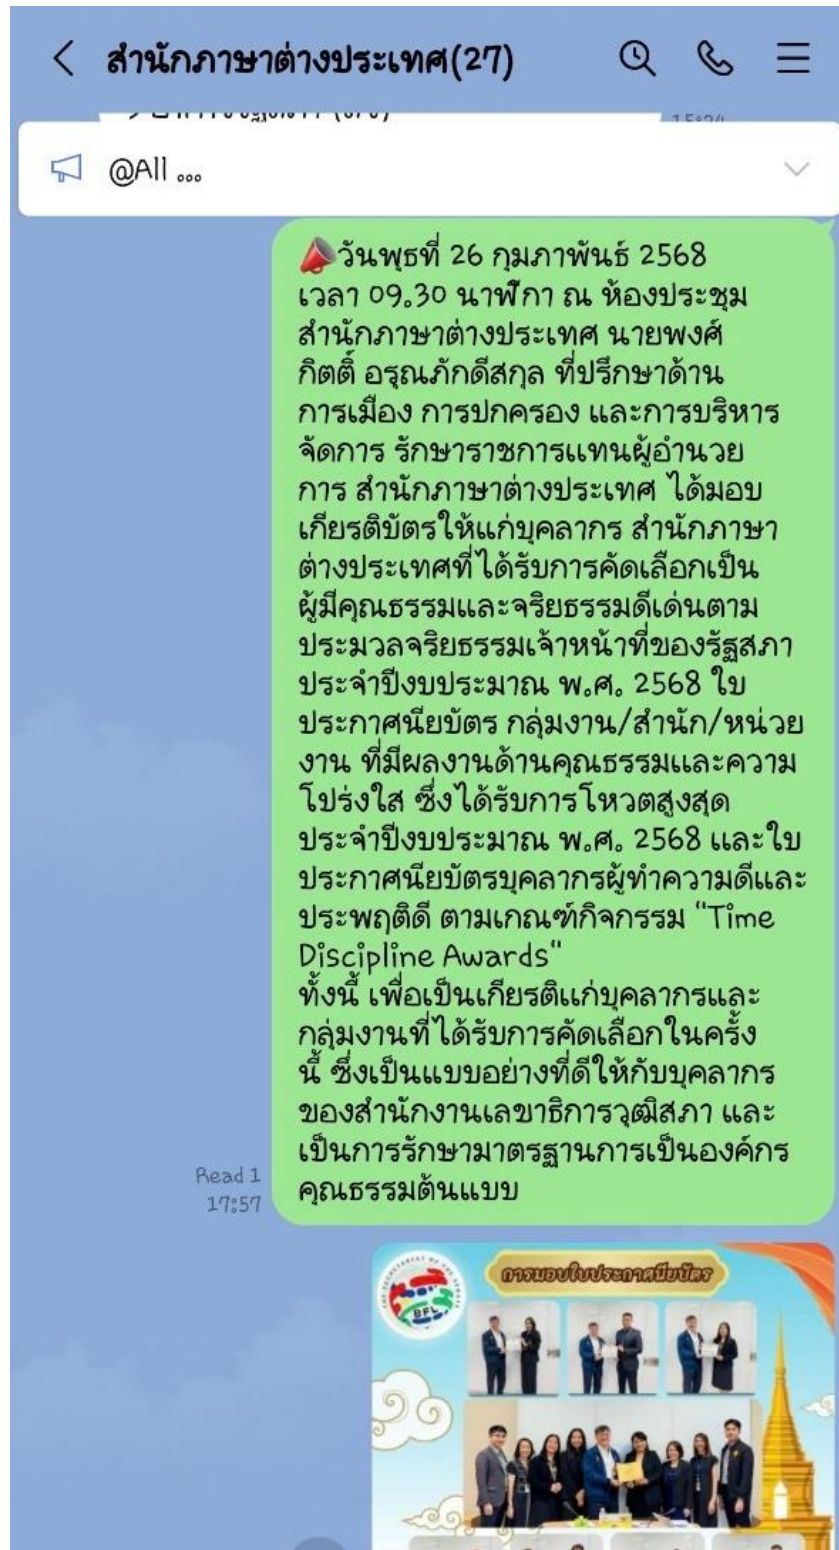 สำนักภาษาต่างประเทศ(27)
15:24
@All ...
วันพุธที่ 26 กุมภาพันธ์ 2568
เวลา 09.30 นาฬิกา ณ ห้องประชุม
สำนักภาษาต่างประเทศ นายพงศ์
กิตติ์ อรุณภักดีสกุล ที่ปรึกษาด้าน
การเมือง การปกครอง และการบริหาร
จัดการ รักษาราชการแทนผู้อำนวย
การ สำนักภาษาต่างประเทศ ได้มอบ
เกียรติบัตรให้แก่บุคลากร สำนักภาษา
ต่างประเทศที่ได้รับการคัดเลือกเป็น
ผู้มีคุณธรรมและจริยธรรมดีเด่นตาม
ประมวลจริยธรรมเจ้าหน้าที่ของรัฐสภา
ประจำปีงบประมาณ พ.ศ. 2568 ใบ
ประกาศนียบัตร กลุ่มงาน/สำนัก/หน่วย
งาน ที่มีผลงานด้านคุณธรรมและความ
โปร่งใส ซึ่งได้รับการโหวตสูงสุด
ประจำปีงบประมาณ พ.ศ. 2568 และใบ
ประกาศนียบัตรบุคลากรผู้ทำความดีและ
ประพฤติดี ตามเกณฑ์กิจกรรม "Time
Discipline Awards"
ทั้งนี้ เพื่อเป็นเกียรติแก่บุคลากรและ
กลุ่มงานที่ได้รับการคัดเลือกในครั้ง
นี้ ซึ่งเป็นแบบอย่างที่ดีให้กับบุคลากร
ของสำนักงานเลขาธิการวุฒิสภา และ
เป็นการรักษามาตรฐานการเป็นองค์กร
คุณธรรมต้นแบบ
Read 1
17:57
การมอบใบประกาศนียบัตร
THE SECRETARIAT OF THE SENATE
BFL